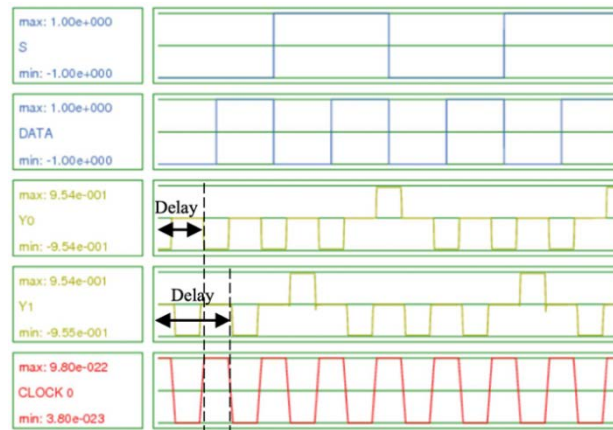 max: 1.00e+000
S
min: -1.00e+000
max: 1.00e+000
DATA
min: -1.00e+000
max: 9.54e-001
Y0
min: -9.54e-001
Delay
max: 9.54e-001
Y1
min: -9.55e-001
Delay
max: 9.80e-022
CLOCK 0
min: 3.80e-023